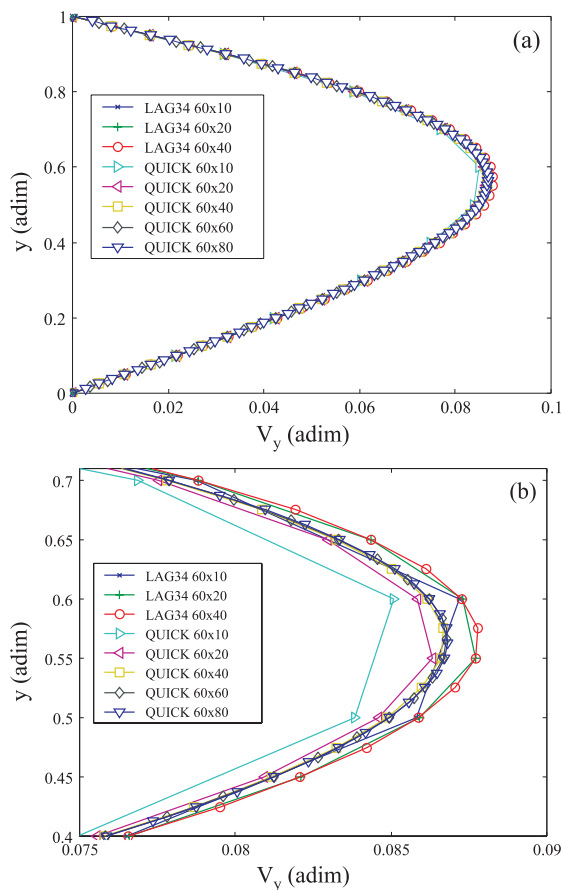 (a)
1
0.8
0.6
0.4
0.2
0
y (adim)
LAG34 60x10
LAG34 60x20
LAG34 60x40
QUICK 60x10
QUICK 60x20
QUICK 60x40
QUICK 60x60
QUICK 60x80
0 0.02 0.04 0.06 0.08 0.1
Vy (adim)
(b)
0.7
0.65
0.6
0.55
0.5
0.45
0.4
y (adim)
LAG34 60x10
LAG34 60x20
LAG34 60x40
QUICK 60x10
QUICK 60x20
QUICK 60x40
QUICK 60x60
QUICK 60x80
0.075 0.08 0.085 0.09
Vy (adim)